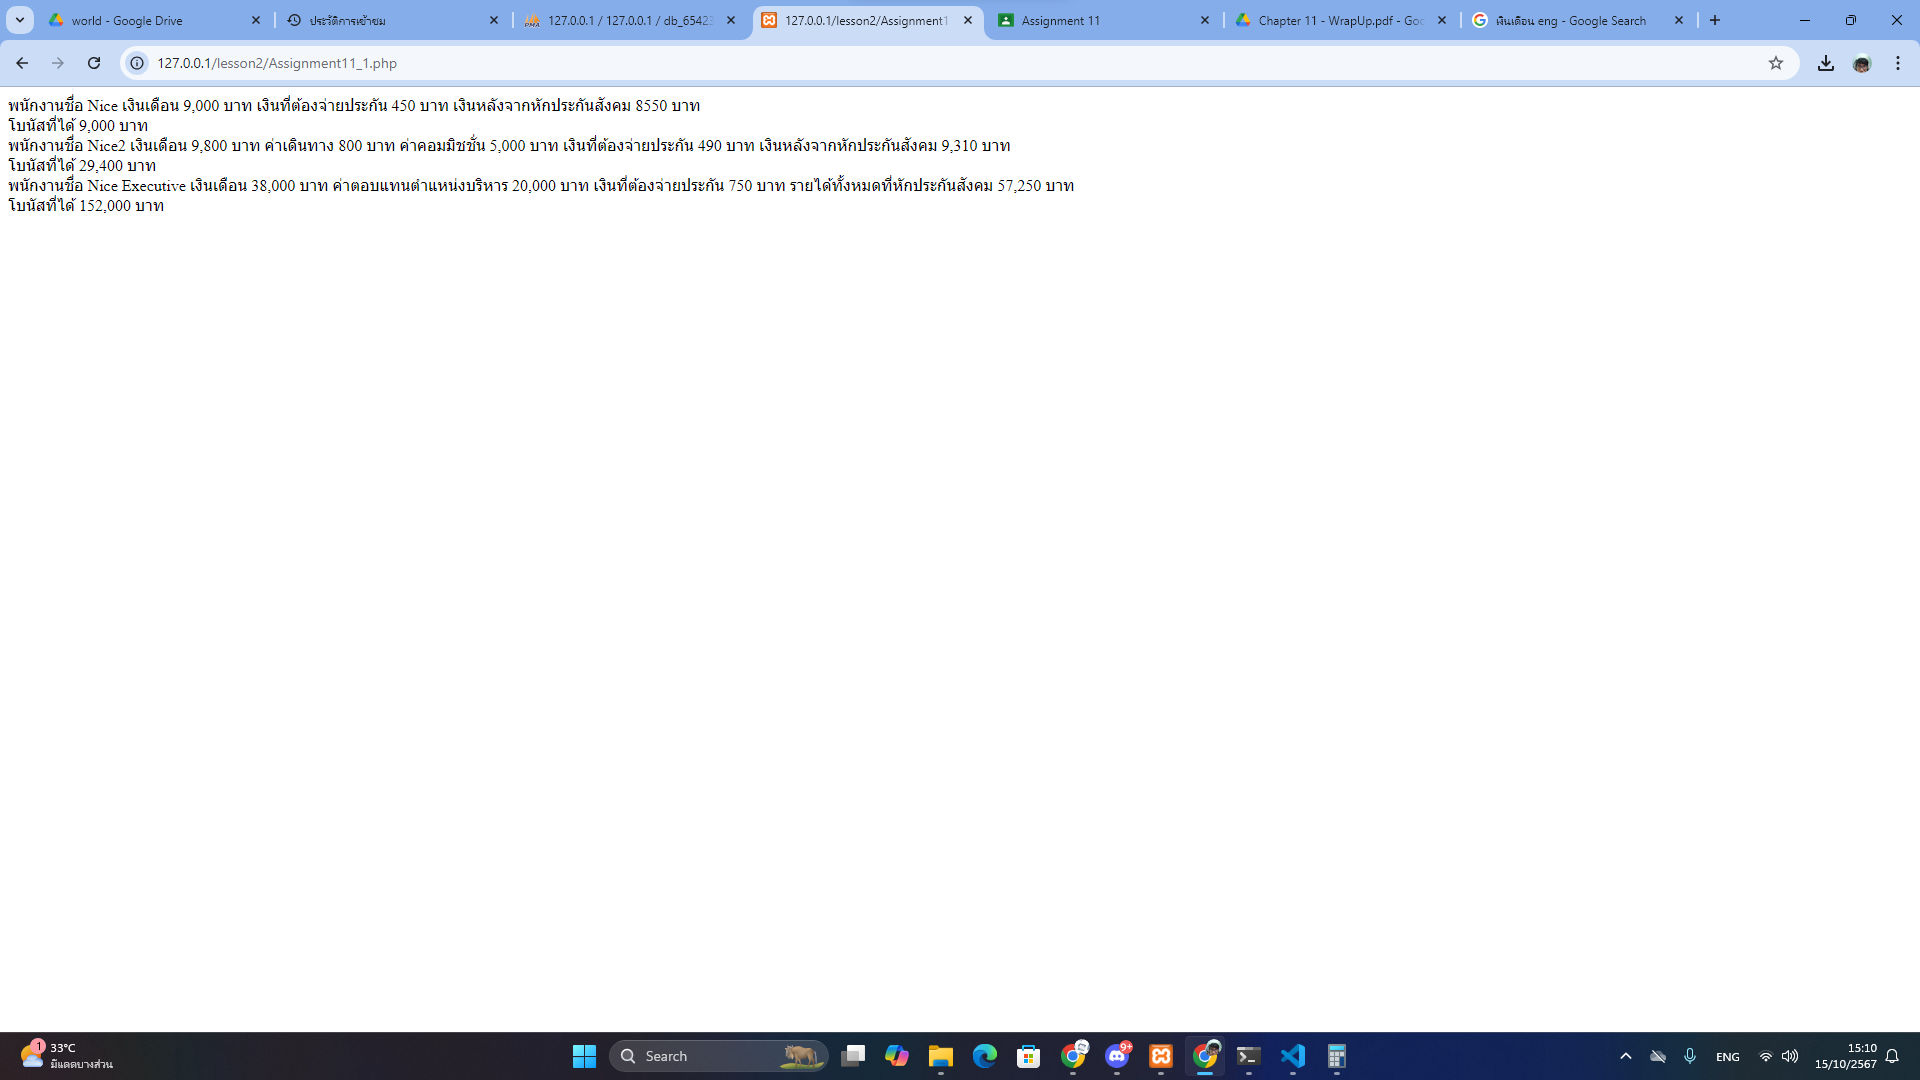 world - Google Drive
ประวัติการเข้าชม
127.0.0.1 / 127.0.0.1 / db_65423
127.0.0.1/lesson2/Assignment1
Assignment 11
Chapter 11 - WrapUp.pdf - Goo
เงินเดือน eng - Google Search
127.0.0.1/lesson2/Assignment11_1.php
พนักงานชื่อ Nice เงินเดือน 9,000 บาท เงินที่ต้องจ่ายประกัน 450 บาท เงินหลังจากหักประกันสังคม 8550 บาท
โบนัสที่ได้ 9,000 บาท
พนักงานชื่อ Nice2 เงินเดือน 9,800 บาท ค่าเดินทาง 800 บาท ค่าคอมมิชชั่น 5,000 บาท เงินที่ต้องจ่ายประกัน 490 บาท เงินหลังจากหักประกันสังคม 9,310 บาท
โบนัสที่ได้ 29,400 บาท
พนักงานชื่อ Nice Executive เงินเดือน 38,000 บาท ค่าตอบแทนตำแหน่งบริหาร 20,000 บาท เงินที่ต้องจ่ายประกัน 750 บาท รายได้ทั้งหมดที่หักประกันสังคม 57,250 บาท
โบนัสที่ได้ 152,000 บาท
1
33°C
มีแดดบางส่วน
Search
9+
ENG
15:10
15/10/2567